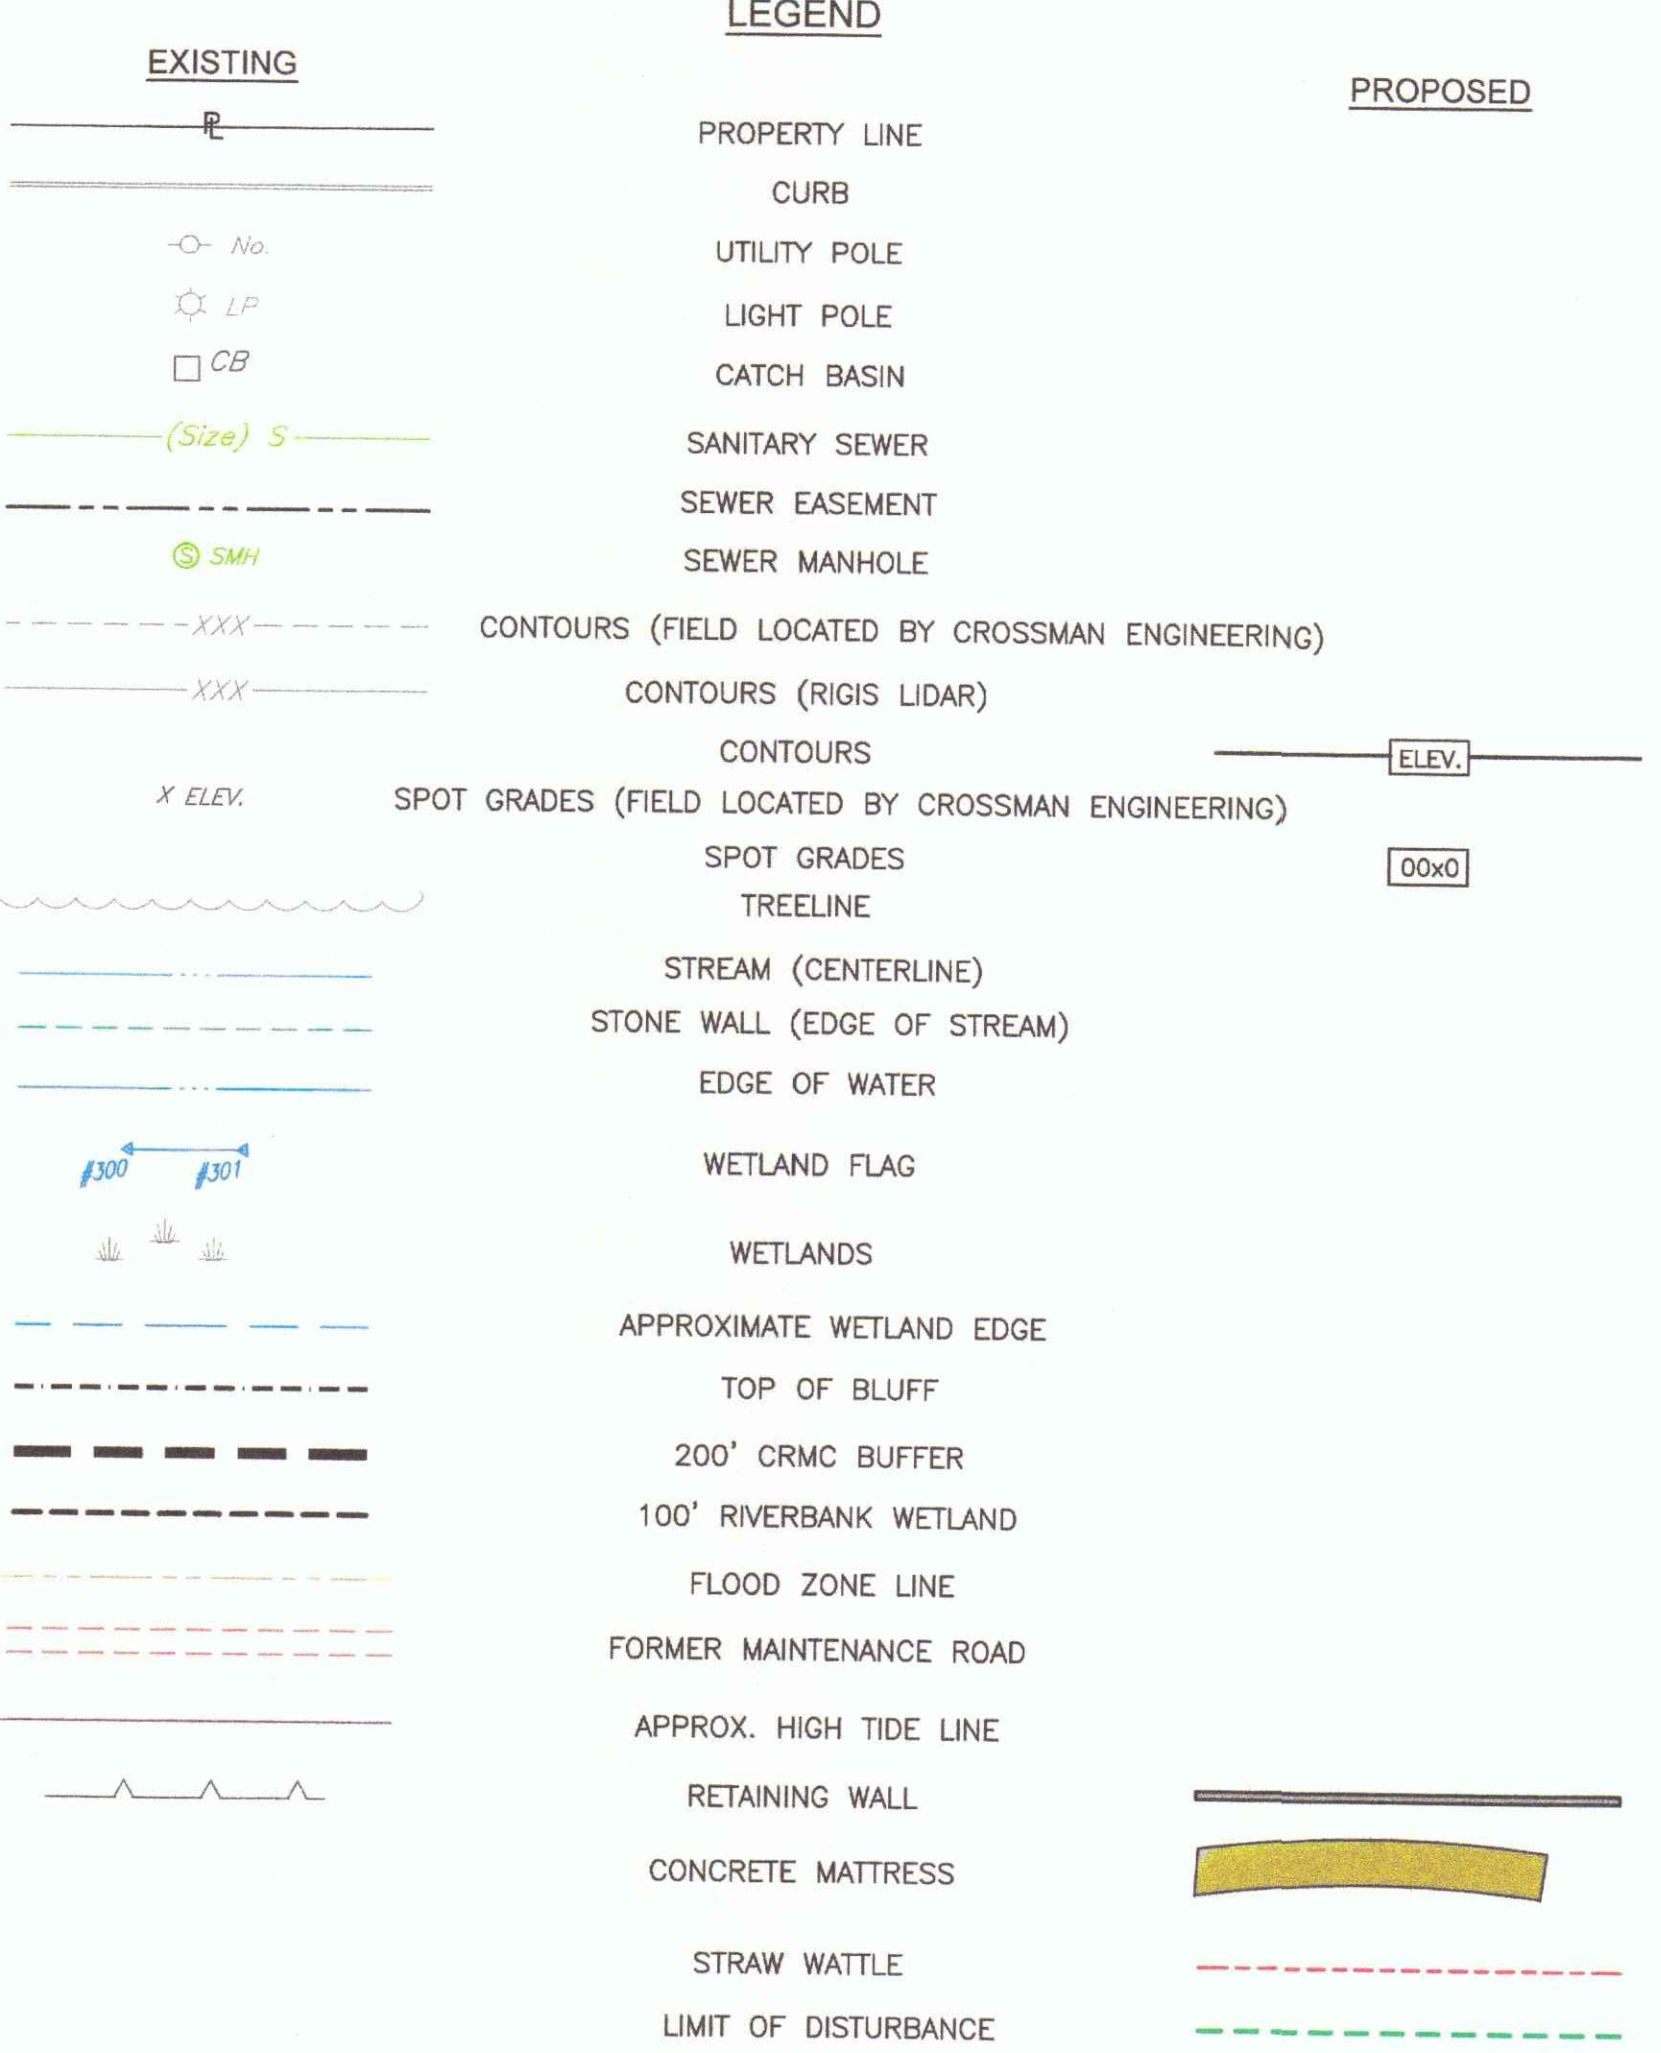 LEGEND
EXISTING
PROPOSED
PL PROPERTY LINE
CURB
No. UTILITY POLE
LP LIGHT POLE
CB CATCH BASIN
(Size) S SANITARY SEWER
SEWER EASEMENT
S SMH SEWER MANHOLE
XXX CONTOURS (FIELD LOCATED BY CROSSMAN ENGINEERING)
XXX CONTOURS (RIGIS LIDAR)
CONTOURS ELEV.
X ELEV. SPOT GRADES (FIELD LOCATED BY CROSSMAN ENGINEERING)
SPOT GRADES 00x0
TREELINE
STREAM (CENTERLINE)
STONE WALL (EDGE OF STREAM)
EDGE OF WATER
#300 #301 WETLAND FLAG
WETLANDS
APPROXIMATE WETLAND EDGE
TOP OF BLUFF
200' CRMC BUFFER
100' RIVERBANK WETLAND
FLOOD ZONE LINE
FORMER MAINTENANCE ROAD
APPROX. HIGH TIDE LINE
RETAINING WALL
CONCRETE MATTRESS
STRAW WATTLE
LIMIT OF DISTURBANCE